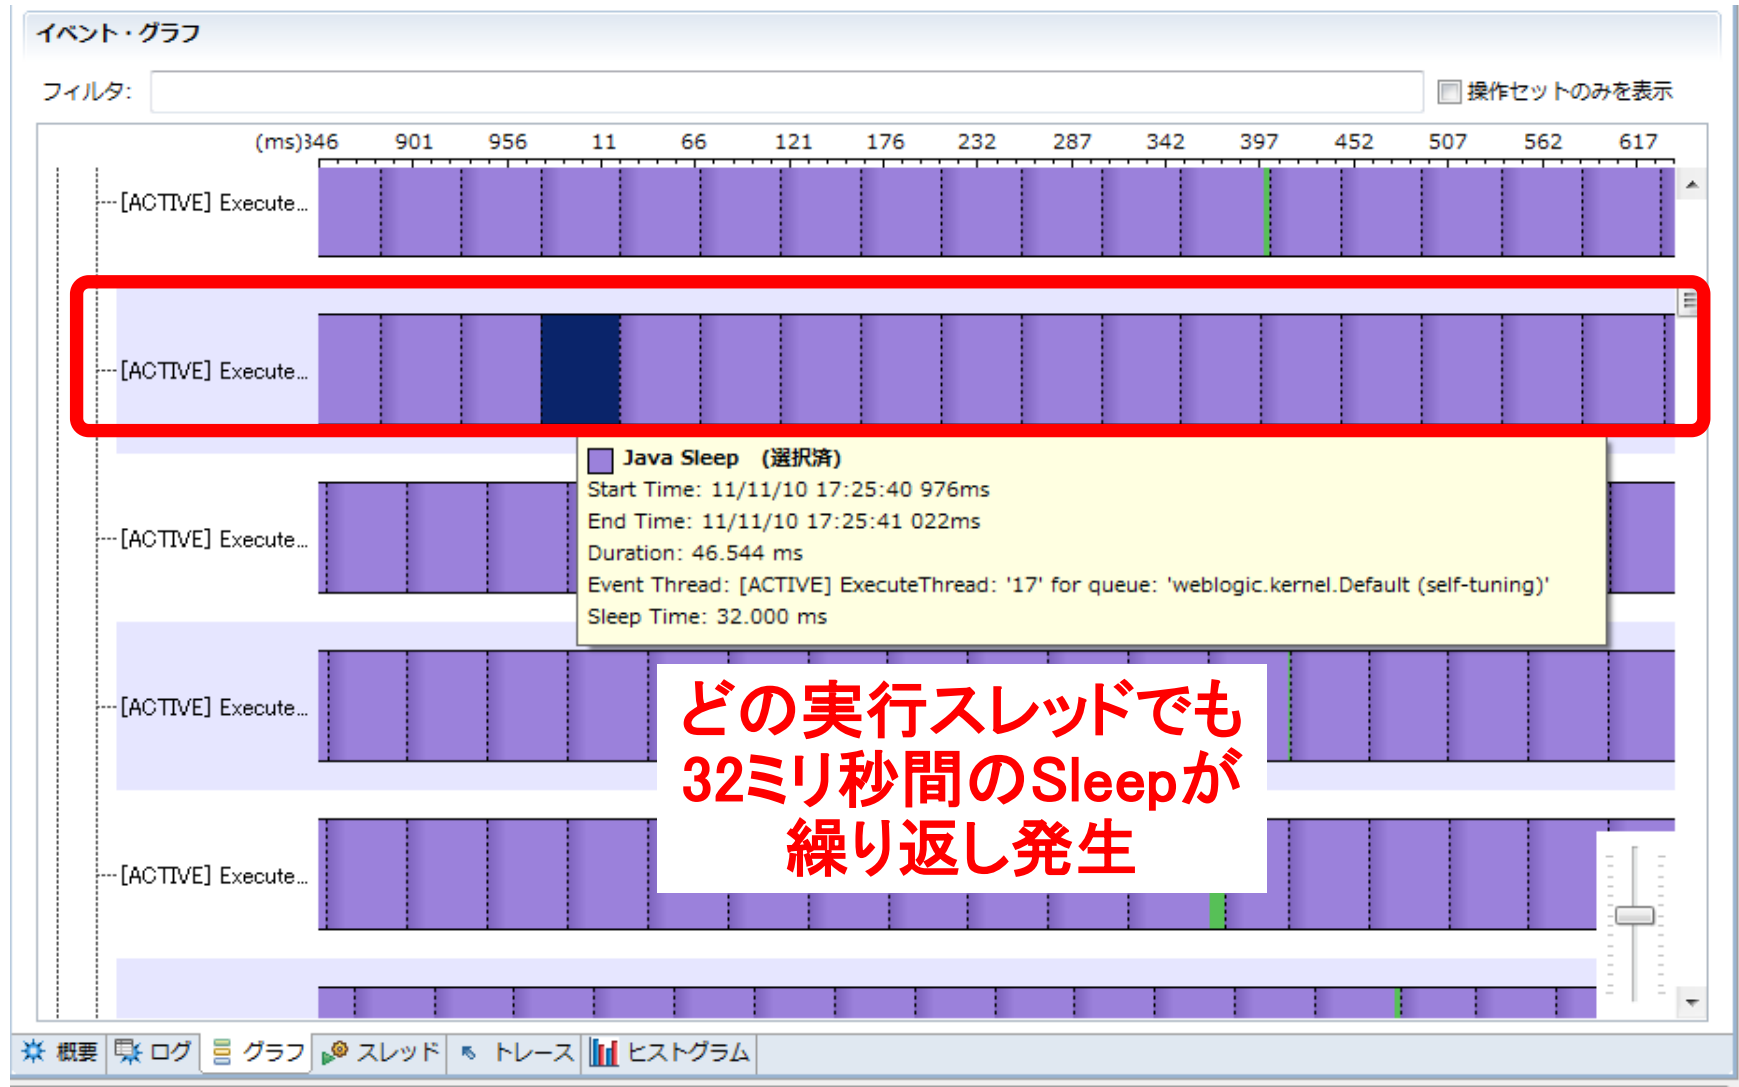 イベント・グラフ
フィルタ:
操作セットのみを表示
(ms)346 901 956 11 66 121 176 232 287 342 397 452 507 562 617
[ACTIVE] Execute...
[ACTIVE] Execute...
Java Sleep (選択済)
Start Time: 11/11/10 17:25:40 976ms
End Time: 11/11/10 17:25:41 022ms
Duration: 46.544 ms
Event Thread: [ACTIVE] ExecuteThread: '17' for queue: 'weblogic.kernel.Default (self-tuning)'
Sleep Time: 32.000 ms
[ACTIVE] Execute...
[ACTIVE] Execute...
どの実行スレッドでも
32ミリ秒間のSleepが
繰り返し発生
[ACTIVE] Execute...
概要 ログ グラフ スレッド トレース ヒストグラム